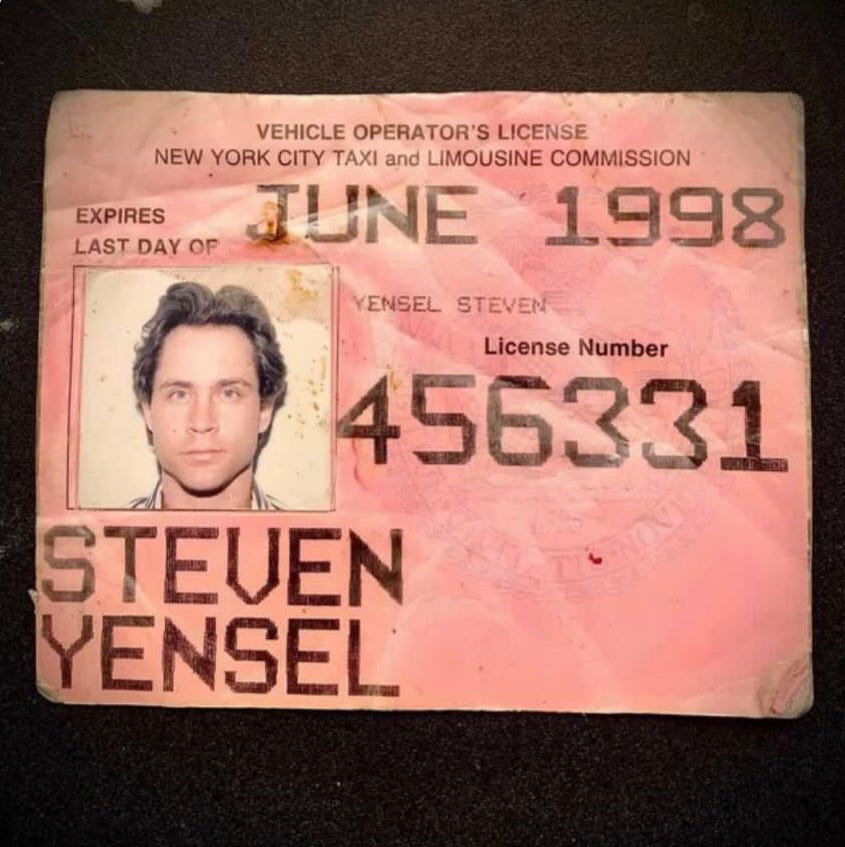 VEHICLE OPERATOR'S LICENSE
NEW YORK CITY TAXI and LIMOUSINE COMMISSION
EXPIRES
LAST DAY OF JUNE 1998
YENSEL STEVEN
License Number
456331
STEVEN
YENSEL